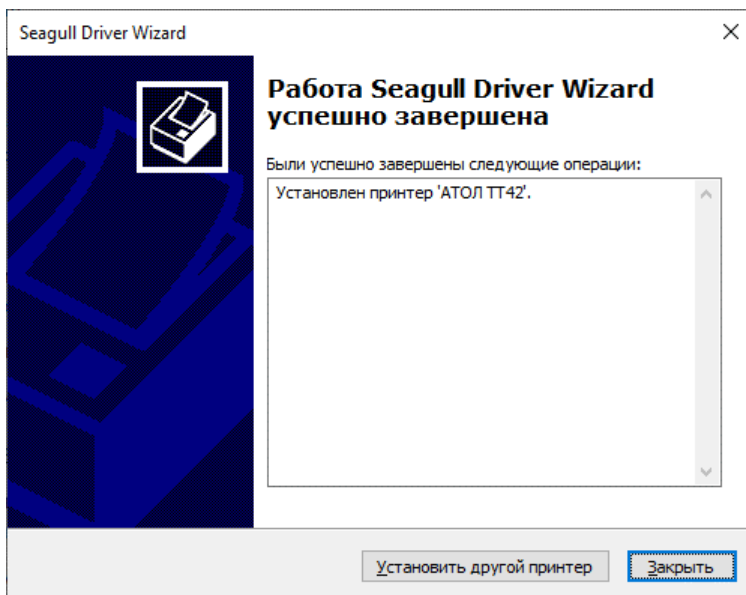 Seagull Driver Wizard
Работа Seagull Driver Wizard
успешно завершена
Были успешно завершены следующие операции:
Установлен принтер 'АТОЛ ТТ42'.
Установить другой принтер
Закрыть